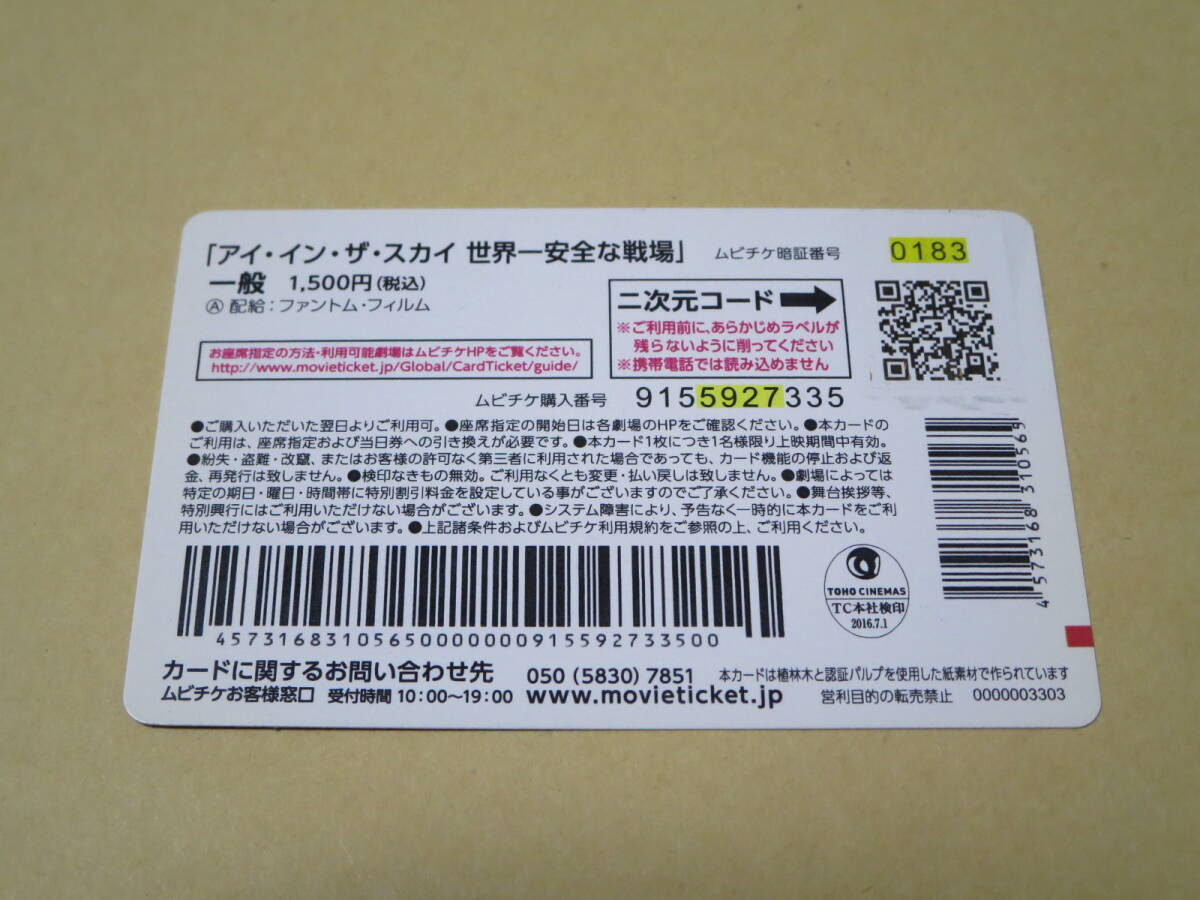 「アイ・イン・ザ・スカイ 世界一安全な戦場」
ムビチケ暗証番号 0183
一般 1,500円(税込)
Ⓐ 配給：ファントム・フィルム
二次元コード
※ご利用前に、あらかじめラベルが
残らないように削ってください
※携帯電話では読み込めません
お座席指定の方法・利用可能劇場はムビチケHPをご覧ください。
http://www.movieticket.jp/Global/CardTicket/guide/
ムビチケ購入番号 9155927335
●ご購入いただいた翌日よりご利用可。●座席指定の開始日は各劇場のHPをご確認ください。●本カードの
ご利用は、座席指定および当日券への引き換えが必要です。●本カード1枚につき1名様限り上映期間中有効。
●紛失・盗難・改竄、またはお客様の許可なく第三者に利用された場合であっても、カード機能の停止および返
金、再発行は致しません。●検印なきもの無効。ご利用なくとも変更・払い戻しは致しません。●劇場によっては
特定の期日・曜日・時間帯に特別割引料金を設定している事がございますのでご了承ください。●舞台挨拶等、
特別興行にはご利用いただけない場合がございます。●システム障害により、予告なく一時的に本カードをご利
用いただけない場合がございます。●上記諸条件およびムビチケ利用規約をご参照の上、ご利用ください。
4573168310565000000091559273350​0
TOHO CINEMAS
TC本社検印
2016.7.1
4 573168 310565
カードに関するお問い合わせ先 050 (5830) 7851
本カードは植林木と認証パルプを使用した紙素材で作られています
ムビチケお客様窓口 受付時間 10:00〜19:00 www.movieticket.jp
営利目的の転売禁止 0000003303